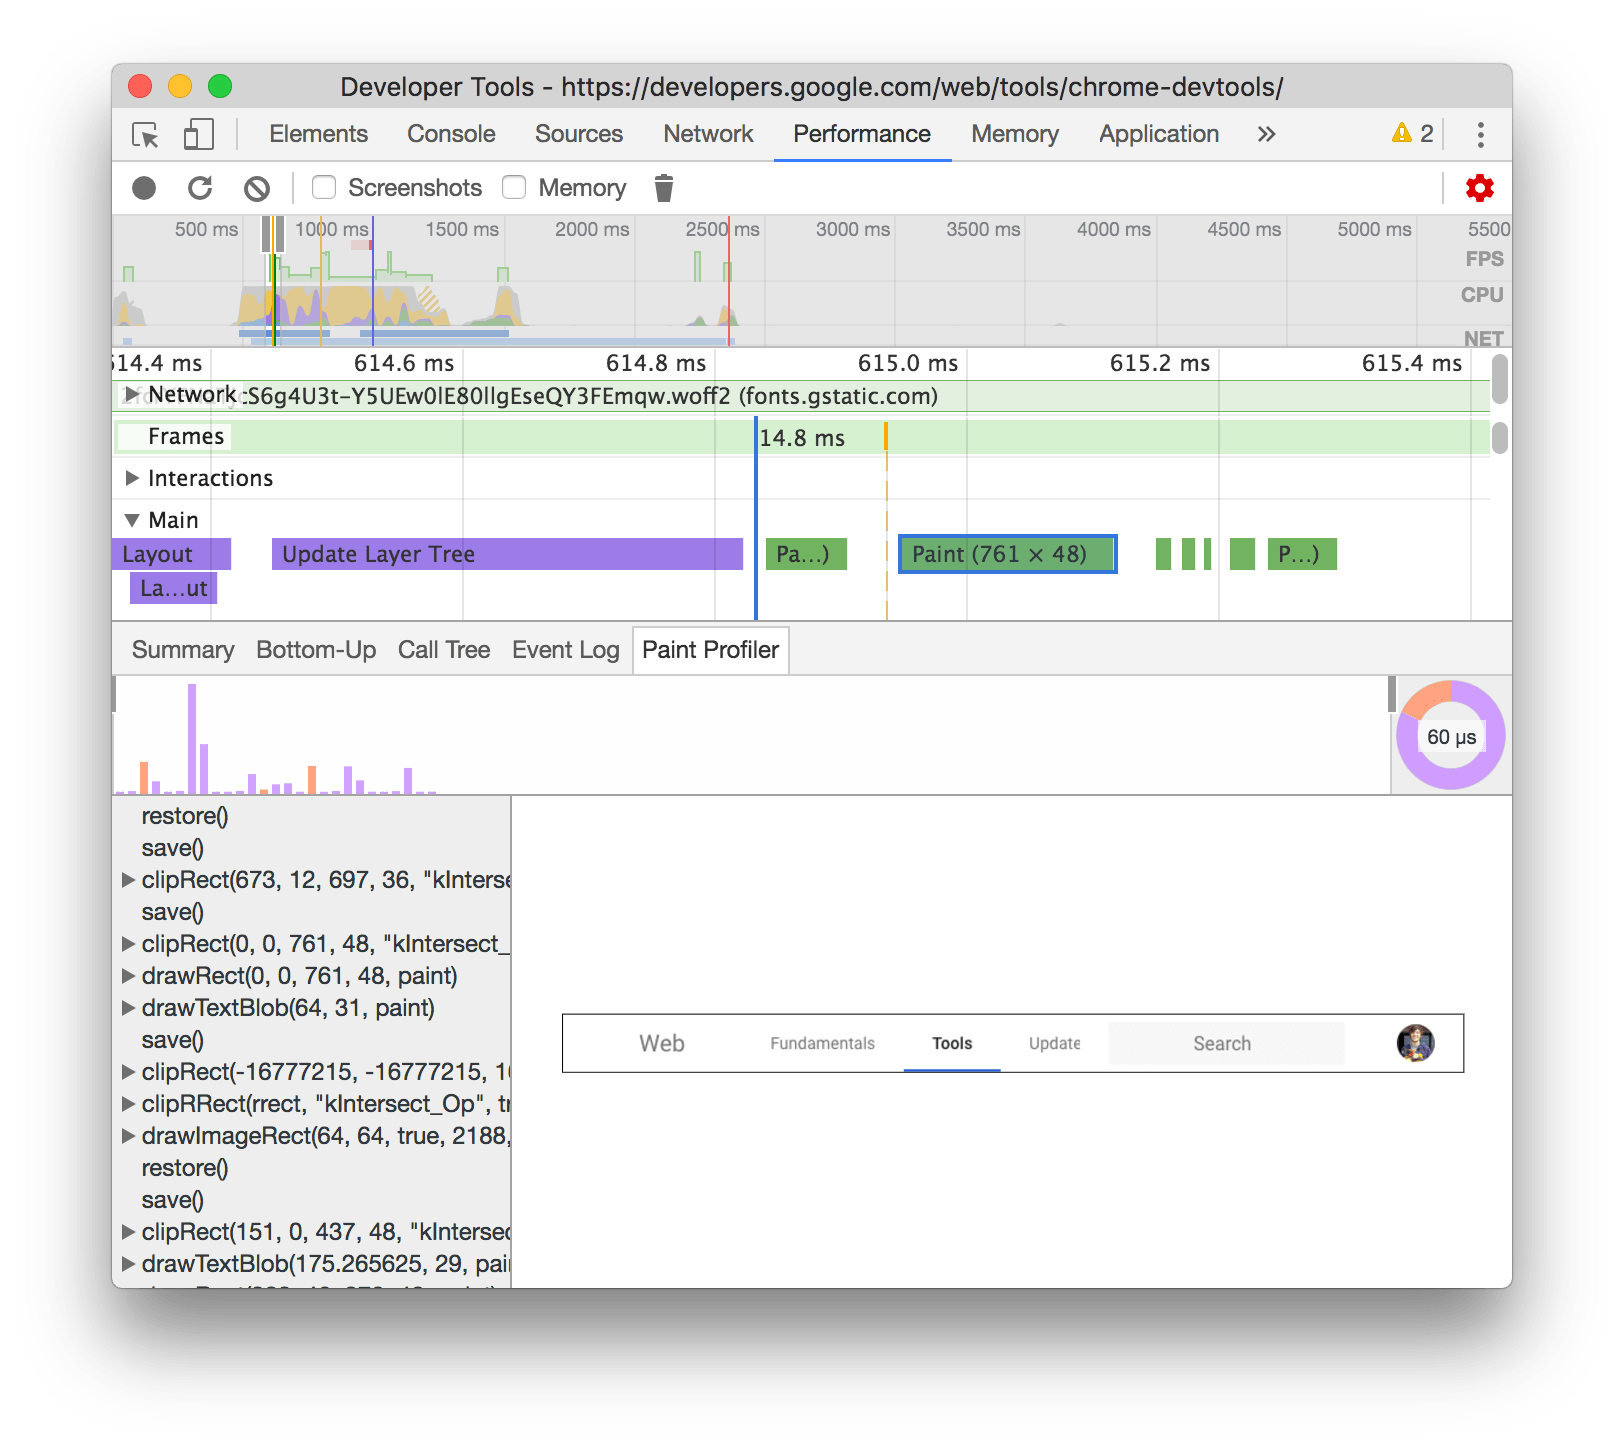 Developer Tools - https://developers.google.com/web/tools/chrome-devtools/
Elements Console Sources Network Performance Memory Application » 2
Screenshots Memory
500 ms 1000 ms 1500 ms 2000 ms 2500 ms 3000 ms 3500 ms 4000 ms 4500 ms 5000 ms 5500
FPS
CPU
NET
614.4 ms 614.6 ms 614.8 ms 615.0 ms 615.2 ms 615.4 ms
Network :S6g4U3t-Y5UEw0lE80llgEseQY3FEmqw.woff2 (fonts.gstatic.com)
Frames 14.8 ms
Interactions
Main
Layout Update Layer Tree Pa...) Paint (761 × 48) P...)
La...ut
Summary Bottom-Up Call Tree Event Log Paint Profiler
60 µs
restore()
save()
clipRect(673, 12, 697, 36, "kInterse
save()
clipRect(0, 0, 761, 48, "kIntersect_
drawRect(0, 0, 761, 48, paint)
drawTextBlob(64, 31, paint)
save()
clipRect(-16777215, -16777215, 16
clipRRect(rrect, "kIntersect_Op", tr
drawImageRect(64, 64, true, 2188,
restore()
save()
clipRect(151, 0, 437, 48, "kIntersec
drawTextBlob(175.265625, 29, pai
Web Fundamentals Tools Update Search